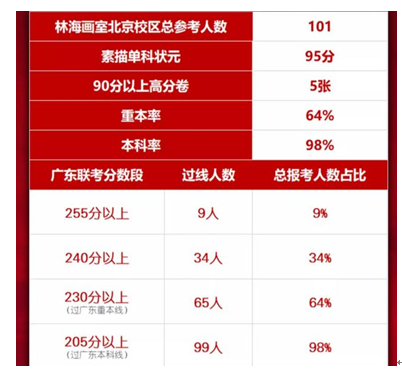 林海画室北京校区总参考人数 101
素描单科状元 95分
90分以上高分卷 5张
重本率 64%
本科率 98%
广东联考分数段 过线人数 总报考人数占比
255分以上 9人 9%
240分以上 34人 34%
230分以上 65人 64%
(过广东重本线)
205分以上 99人 98%
(过广东本科线)